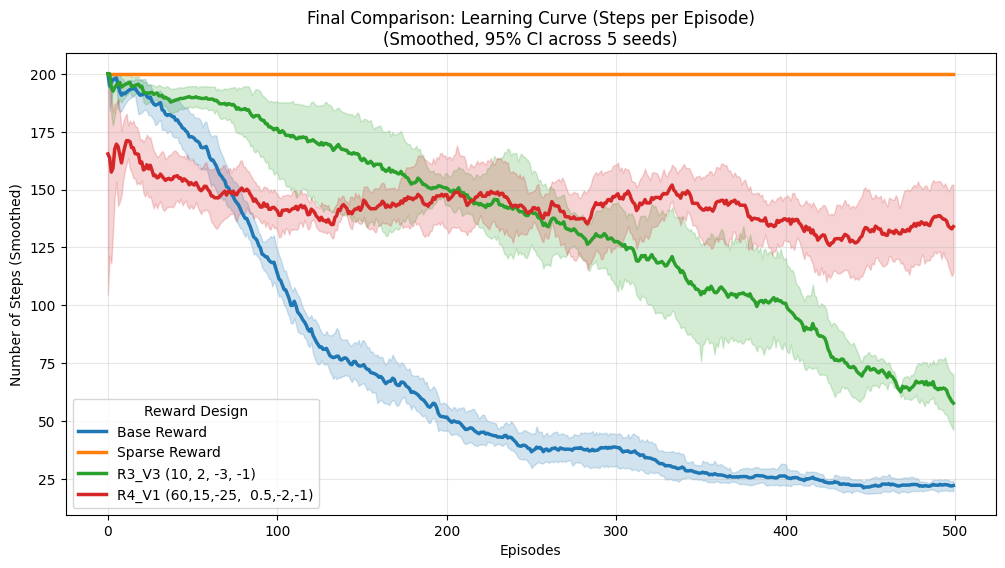 Final Comparison: Learning Curve (Steps per Episode)
(Smoothed, 95% CI across 5 seeds)
Number of Steps (Smoothed)
200
175
150
125
100
75
50
25
Reward Design
Base Reward
Sparse Reward
R3_V3 (10, 2, -3, -1)
R4_V1 (60,15,-25,  0.5,-2,-1)
0 100 200 300 400 500
Episodes